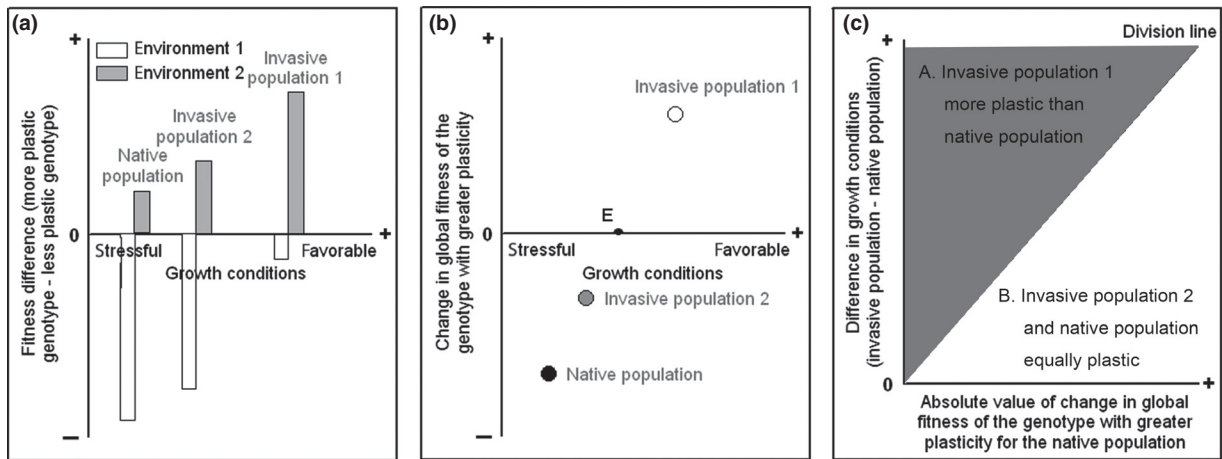 (a)
+
Environment 1
Environment 2
Invasive
population 1
Invasive
population 2
Native
population
Fitness difference (more plastic
genotype - less plastic genotype)
0
Stressful
Favorable
+
Growth conditions
–
(b)
+
Invasive population 1
Change in global fitness of the
genotype with greater plasticity
E
0
Stressful
Favorable
+
Growth conditions
Invasive population 2
Native population
–
(c)
Division line
+
A. Invasive population 1
more plastic than
native population
Difference in growth conditions
(invasive population - native population)
B. Invasive population 2
and native population
equally plastic
0
+
Absolute value of change in global
fitness of the genotype with greater
plasticity for the native population